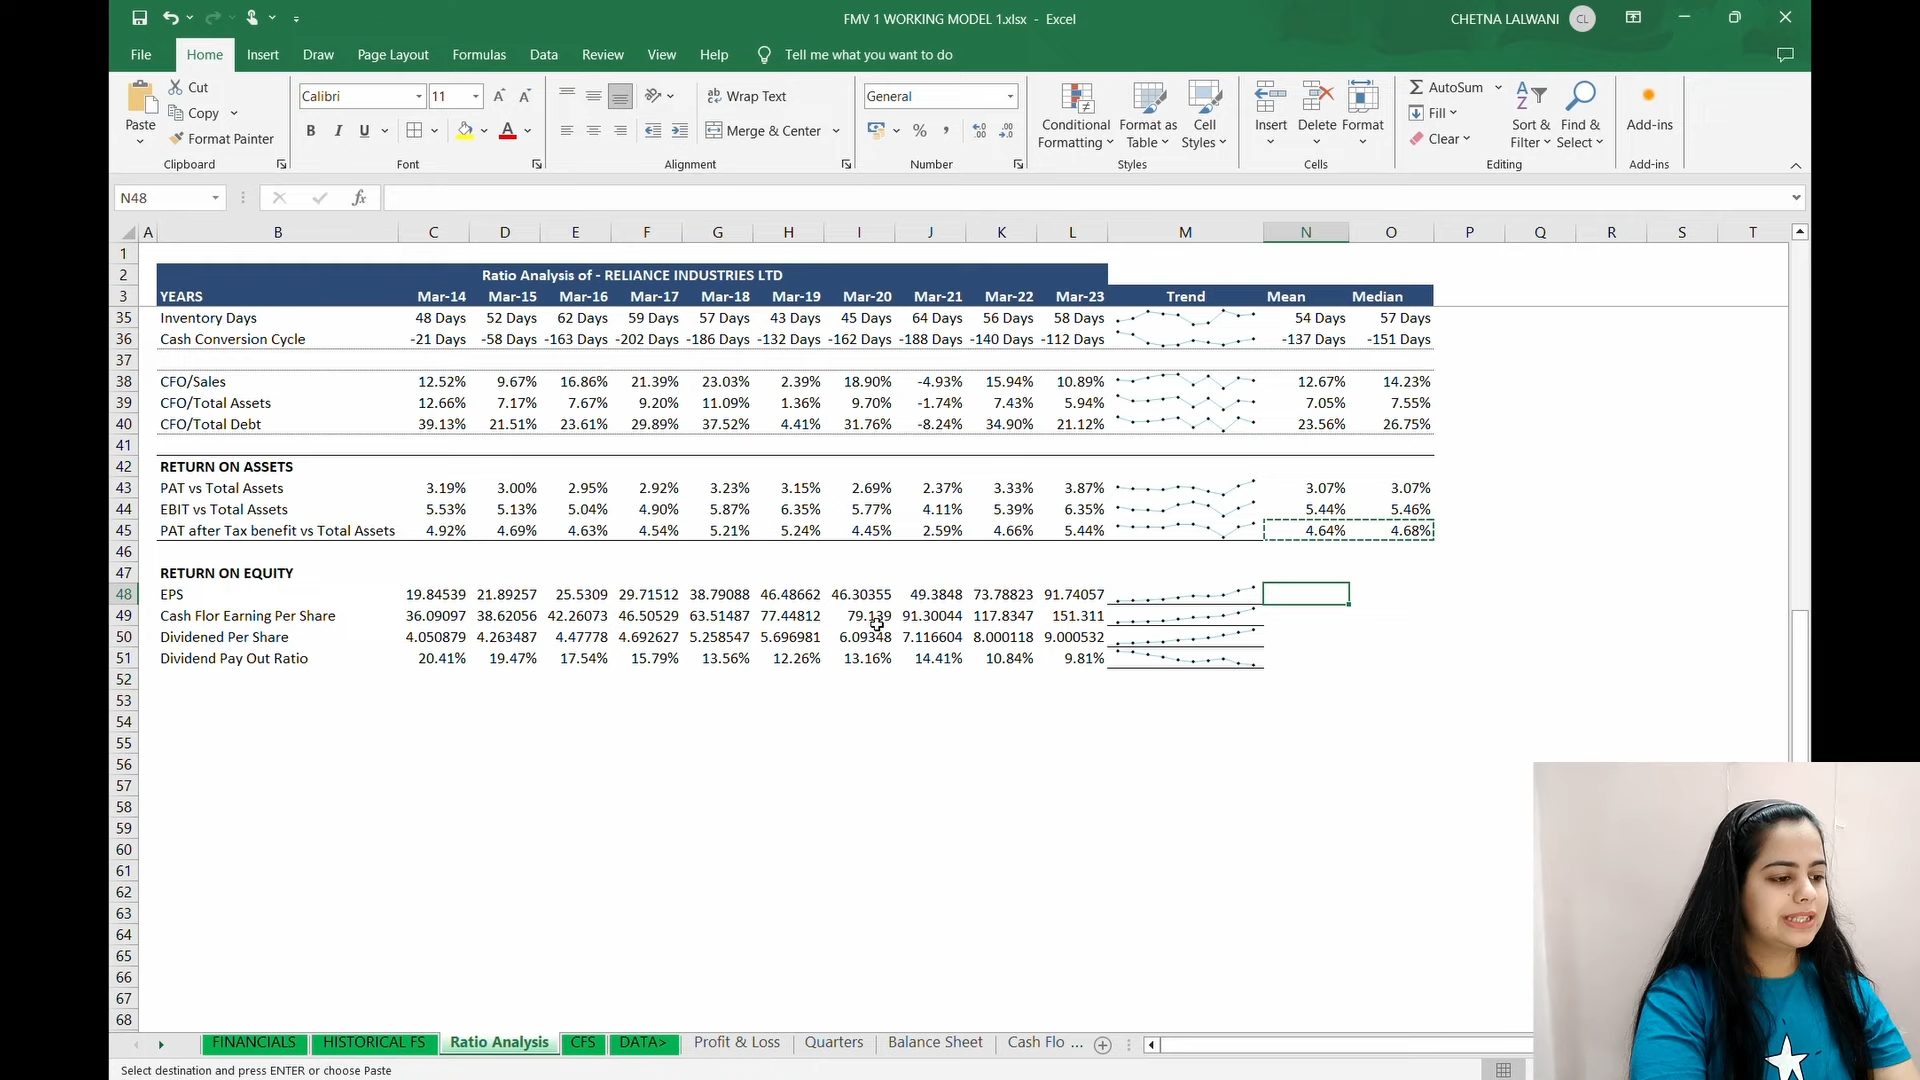 FMV 1 WORKING MODEL 1.xlsx - Excel
CHETNA LALWANI CL
File Home Insert Draw Page Layout Formulas Data Review View Help Tell me what you want to do
Paste
Cut
Copy
Format Painter
Clipboard
Calibri 11
B I U
Font
Wrap Text
Merge & Center
Alignment
General
Number
Conditional Formatting
Format as Table
Cell Styles
Styles
Insert Delete Format
Cells
AutoSum
Fill
Clear
Sort & Filter
Find & Select
Editing
Add-ins
Add-ins
N48 fx
A B C D E F G H I J K L M N O P Q R S T
1
2 Ratio Analysis of - RELIANCE INDUSTRIES LTD
3 YEARS Mar-14 Mar-15 Mar-16 Mar-17 Mar-18 Mar-19 Mar-20 Mar-21 Mar-22 Mar-23 Trend Mean Median
35 Inventory Days 48 Days 52 Days 62 Days 59 Days 57 Days 43 Days 45 Days 64 Days 56 Days 58 Days 54 Days 57 Days
36 Cash Conversion Cycle -21 Days -58 Days -163 Days -202 Days -186 Days -132 Days -162 Days -188 Days -140 Days -112 Days -137 Days -151 Days
37
38 CFO/Sales 12.52% 9.67% 16.86% 21.39% 23.03% 2.39% 18.90% -4.93% 15.94% 10.89% 12.67% 14.23%
39 CFO/Total Assets 12.66% 7.17% 7.67% 9.20% 11.09% 1.36% 9.70% -1.74% 7.43% 5.94% 7.05% 7.55%
40 CFO/Total Debt 39.13% 21.51% 23.61% 29.89% 37.52% 4.41% 31.76% -8.24% 34.90% 21.12% 23.56% 26.75%
41
42 RETURN ON ASSETS
43 PAT vs Total Assets 3.19% 3.00% 2.95% 2.92% 3.23% 3.15% 2.69% 2.37% 3.33% 3.87% 3.07% 3.07%
44 EBIT vs Total Assets 5.53% 5.13% 5.04% 4.90% 5.87% 6.35% 5.77% 4.11% 5.39% 6.35% 5.44% 5.46%
45 PAT after Tax benefit vs Total Assets 4.92% 4.69% 4.63% 4.54% 5.21% 5.24% 4.45% 2.59% 4.66% 5.44% 4.64% 4.68%
46
47 RETURN ON EQUITY
48 EPS 19.84539 21.89257 25.5309 29.71512 38.79088 46.48662 46.30355 49.3848 73.78823 91.74057
49 Cash Flor Earning Per Share 36.09097 38.62056 42.26073 46.50529 63.51487 77.44812 79.139 91.30044 117.8347 151.311
50 Dividened Per Share 4.050879 4.263487 4.47778 4.692627 5.258547 5.696981 6.09348 7.116604 8.000118 9.000532
51 Dividend Pay Out Ratio 20.41% 19.47% 17.54% 15.79% 13.56% 12.26% 13.16% 14.41% 10.84% 9.81%
52
53
54
55
56
57
58
59
60
61
62
63
64
65
66
67
68
FINANCIALS HISTORICAL FS Ratio Analysis CFS DATA> Profit & Loss Quarters Balance Sheet Cash Flo ...
Select destination and press ENTER or choose Paste